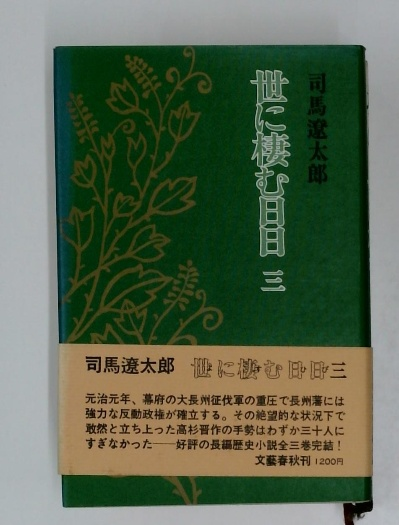 司馬遼太郎
世に棲む日日 三
司馬遼太郎 世に棲む日日 三
元治元年、幕府の大長州征伐軍の重圧で長州藩には
強力な反動政権が確立する。その絶望的な状況下で
敢然と立ち上った高杉晋作の手勢はわずか三十人に
すぎなかった——好評の長編歴史小説全三巻完結！
文藝春秋刊 1200円